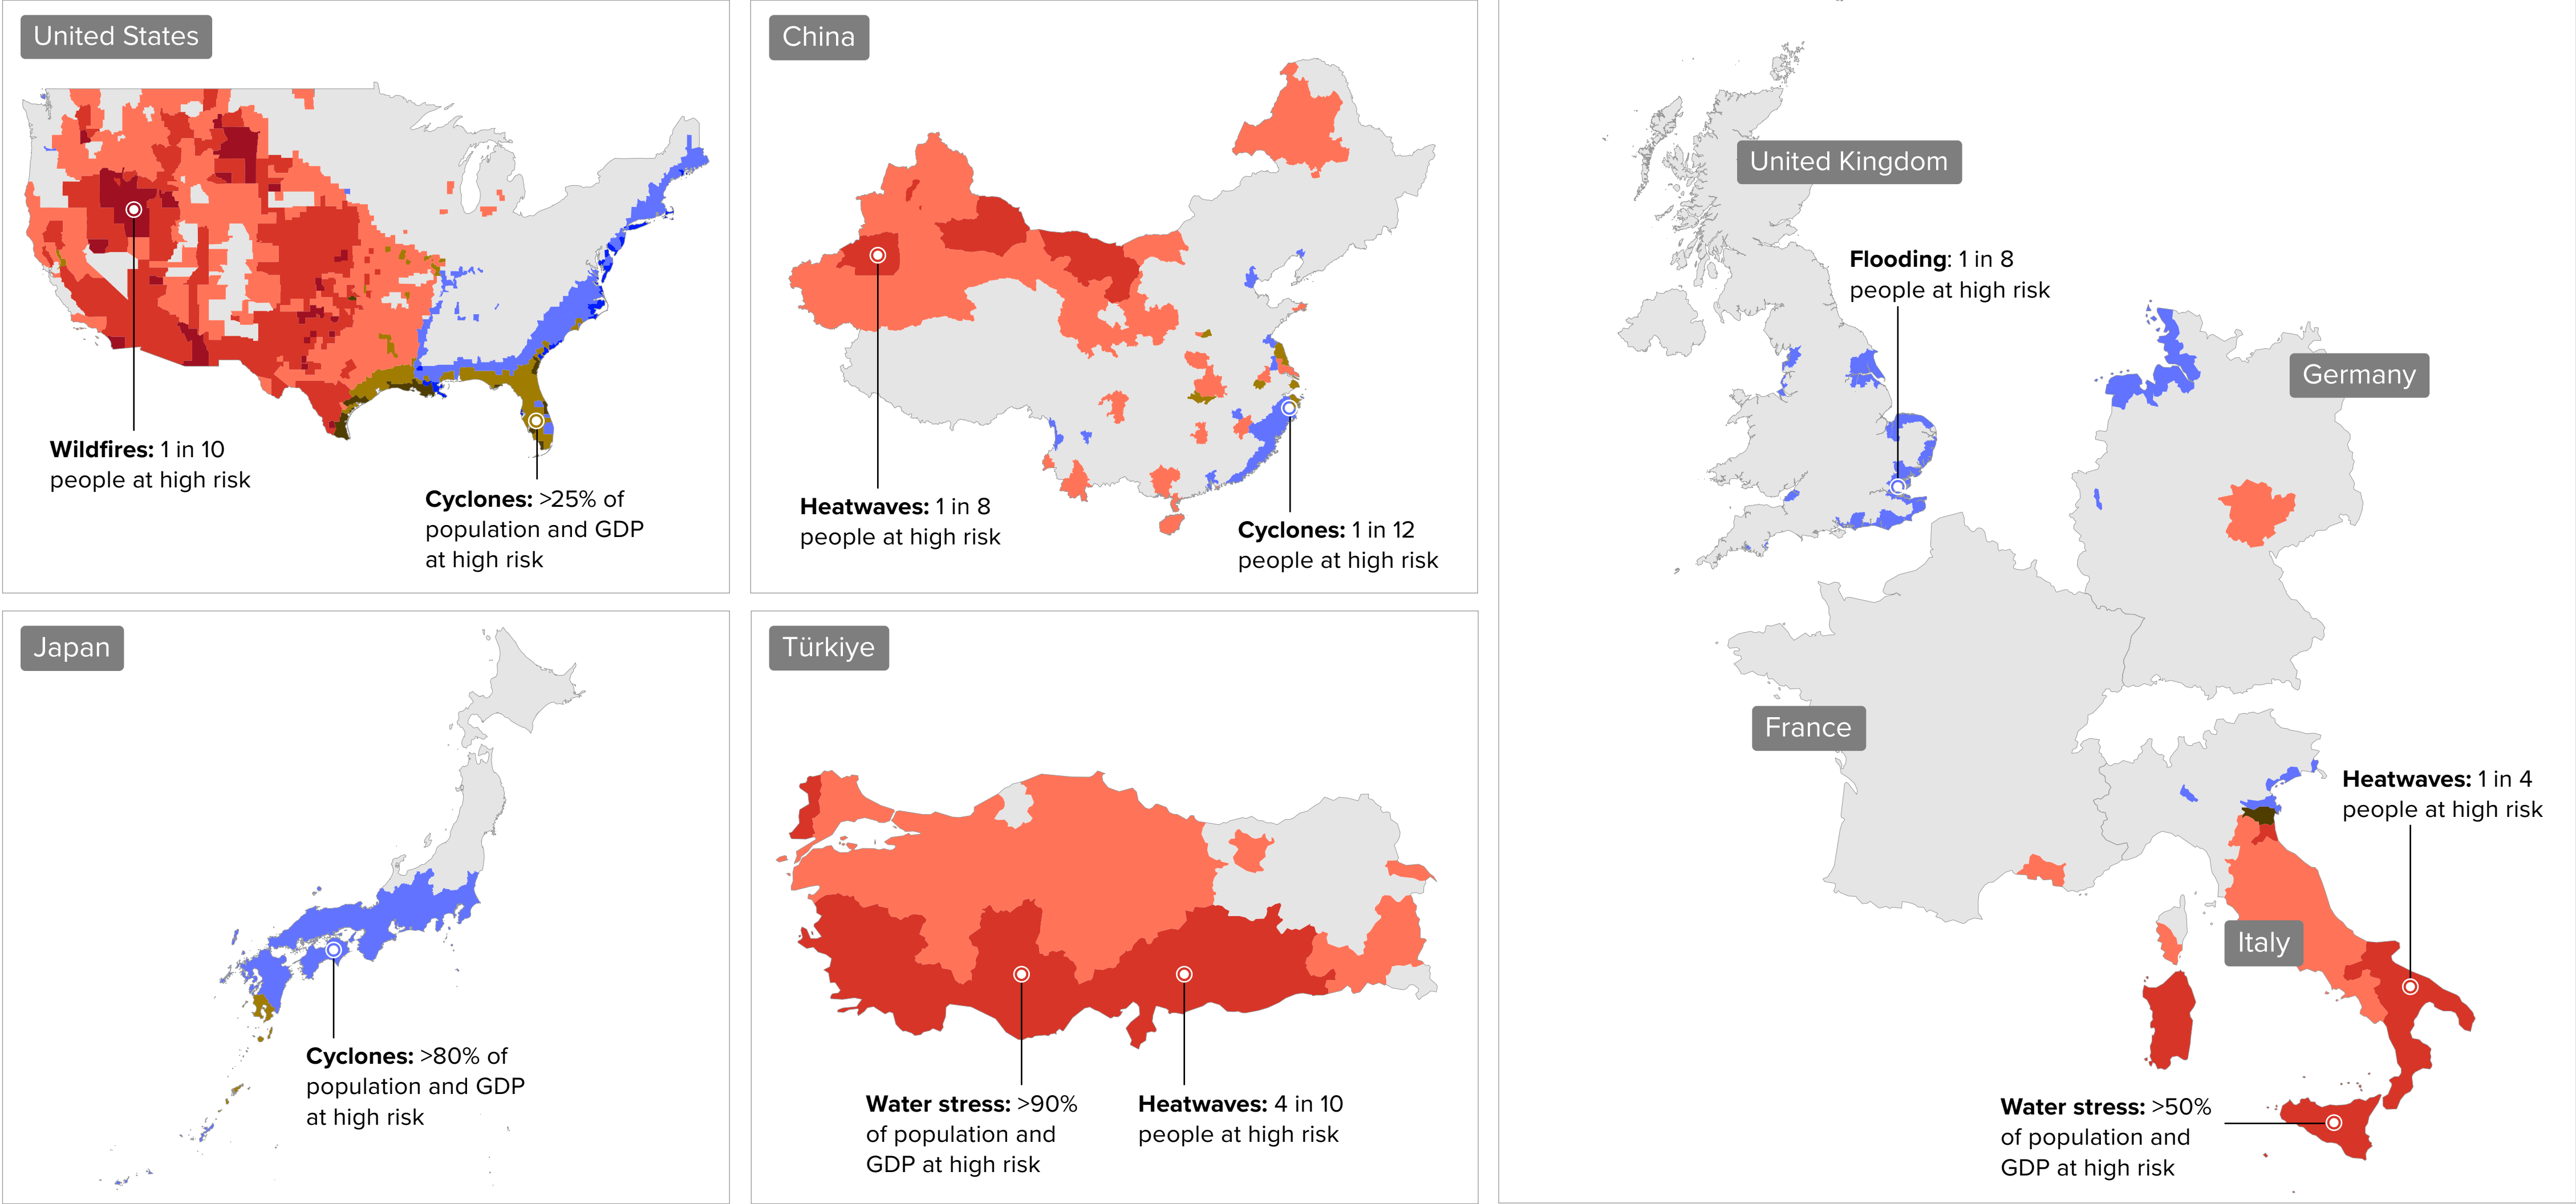 United States
Wildfires: 1 in 10
people at high risk
Cyclones: >25% of
population and GDP
at high risk
China
Heatwaves: 1 in 8
people at high risk
Cyclones: 1 in 12
people at high risk
Japan
Cyclones: >80% of
population and GDP
at high risk
Türkiye
Water stress: >90%
of population and
GDP at high risk
Heatwaves: 4 in 10
people at high risk
United Kingdom
Flooding: 1 in 8
people at high risk
Germany
France
Heatwaves: 1 in 4
people at high risk
Italy
Water stress: >50%
of population and
GDP at high risk